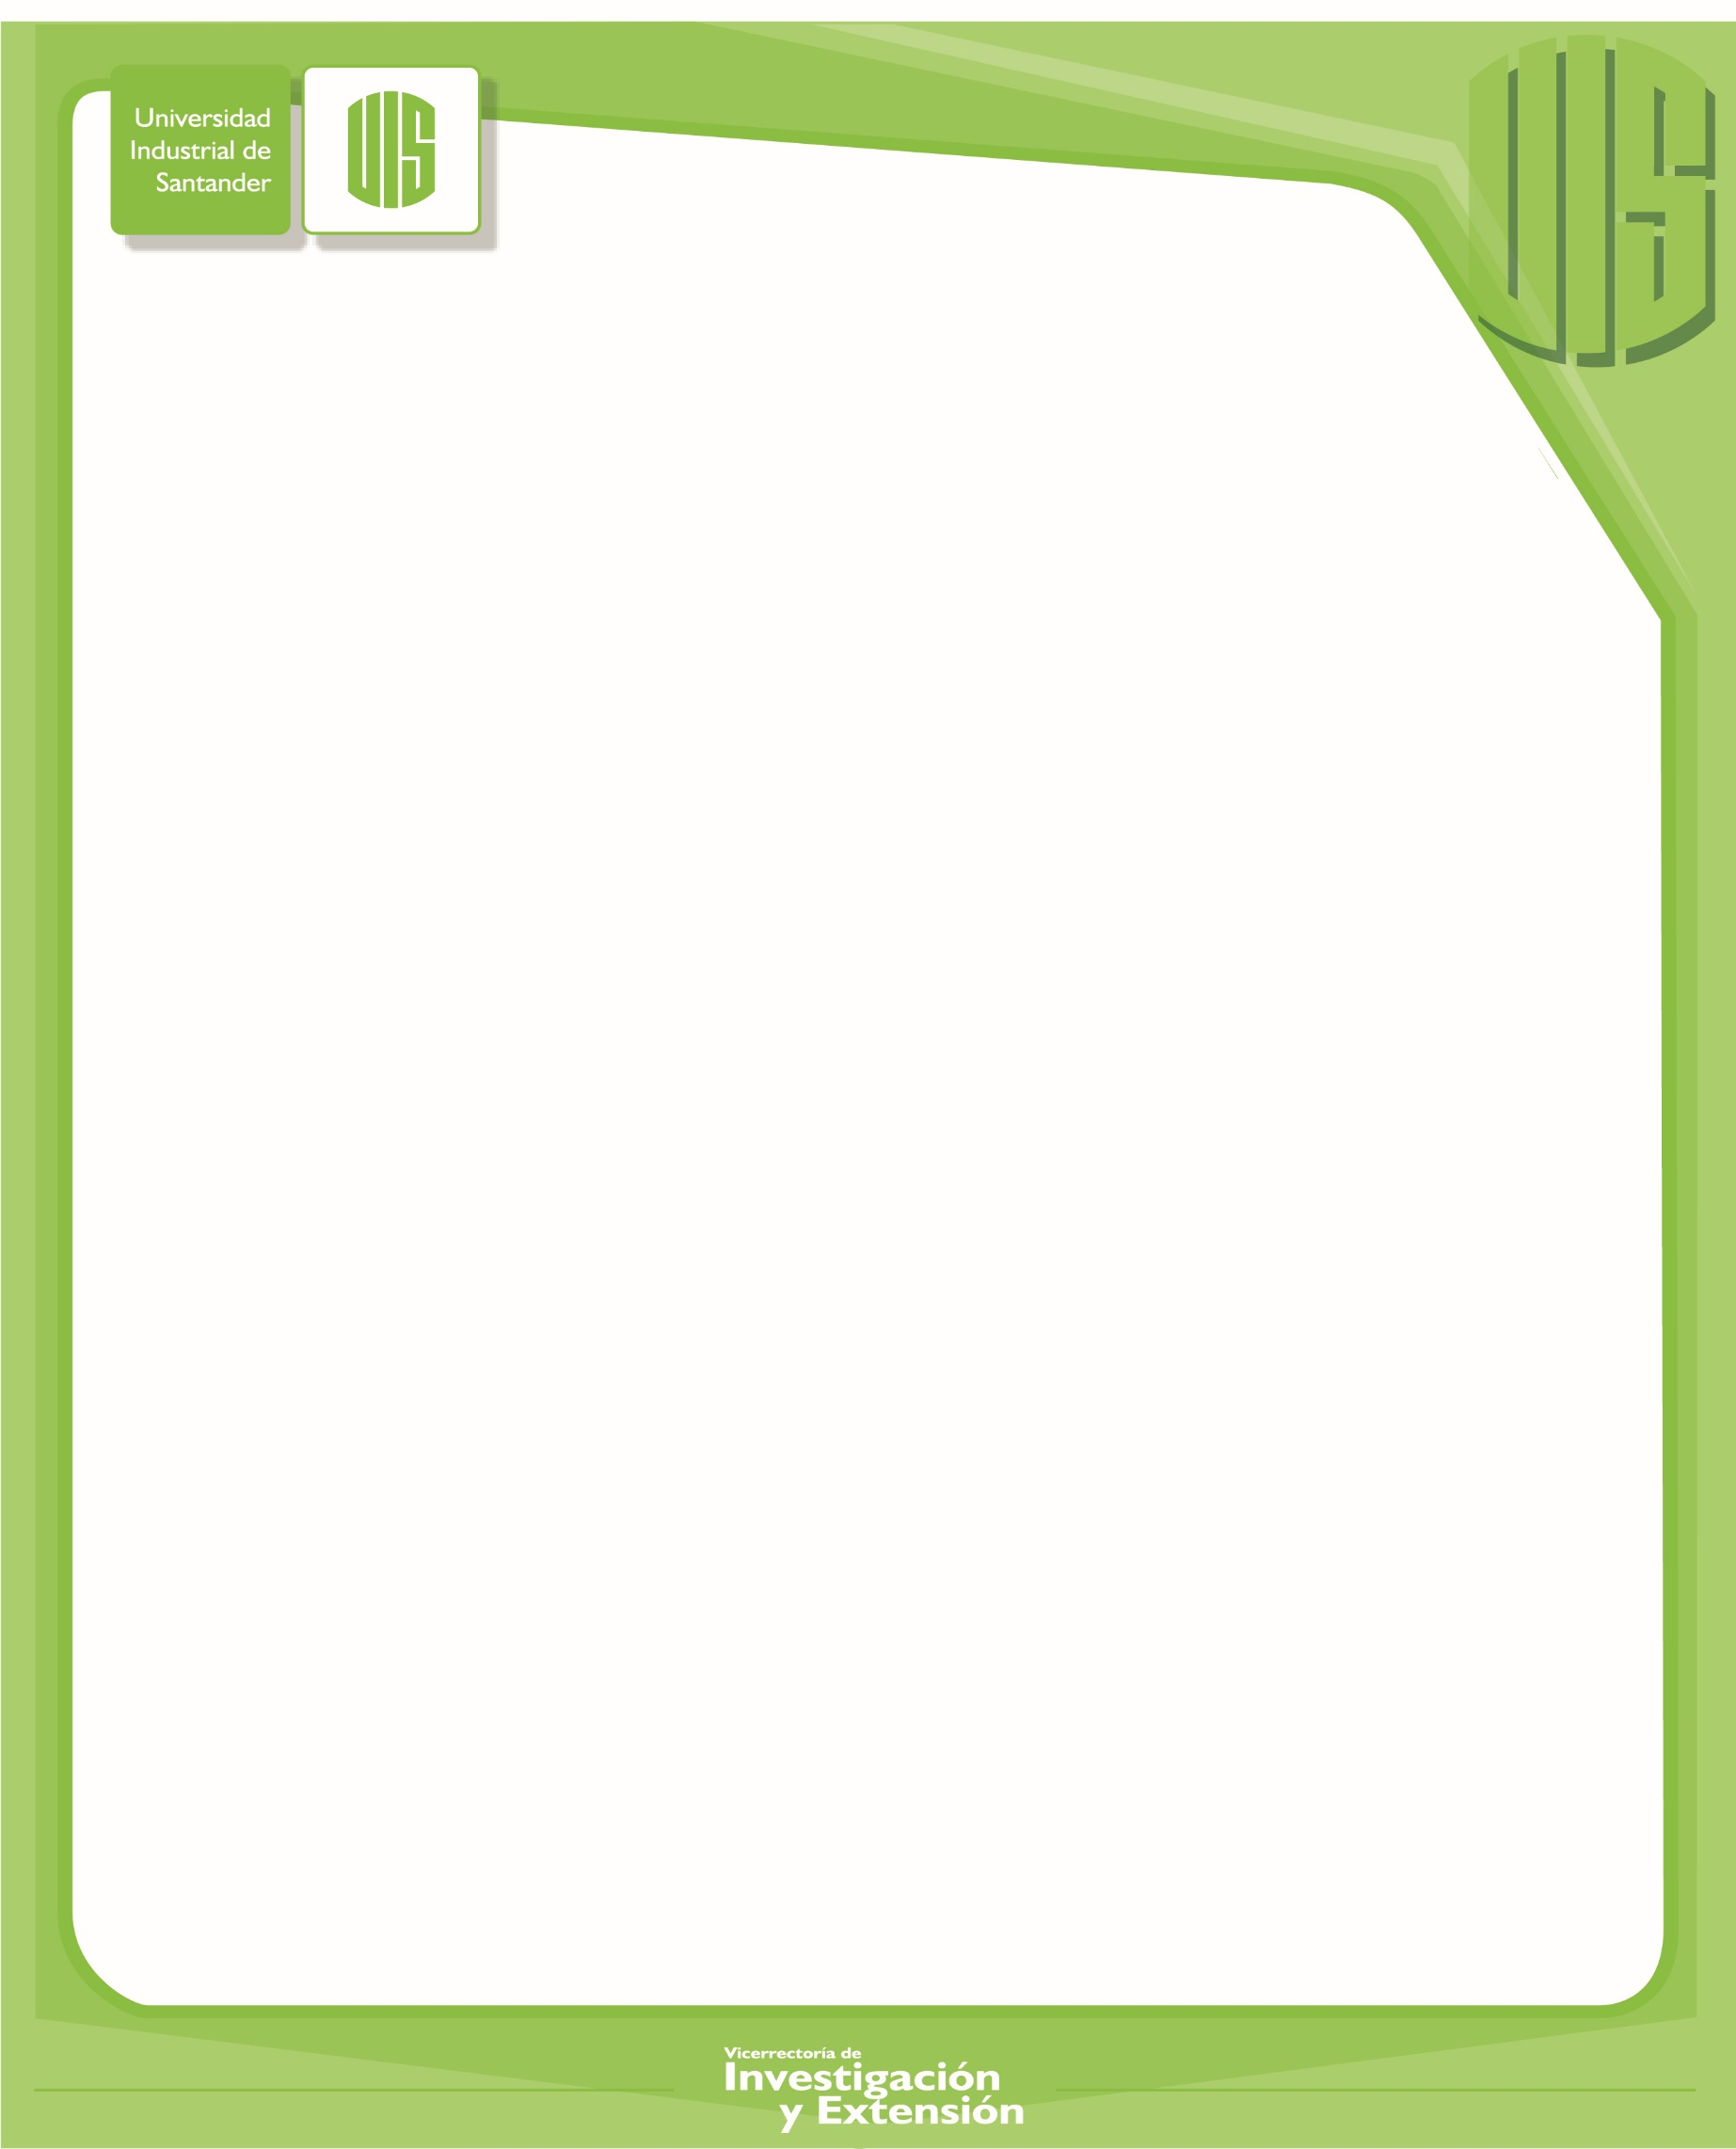 Universidad
Industrial de
Santander
Vicerrectoría de
Investigación
y Extensión